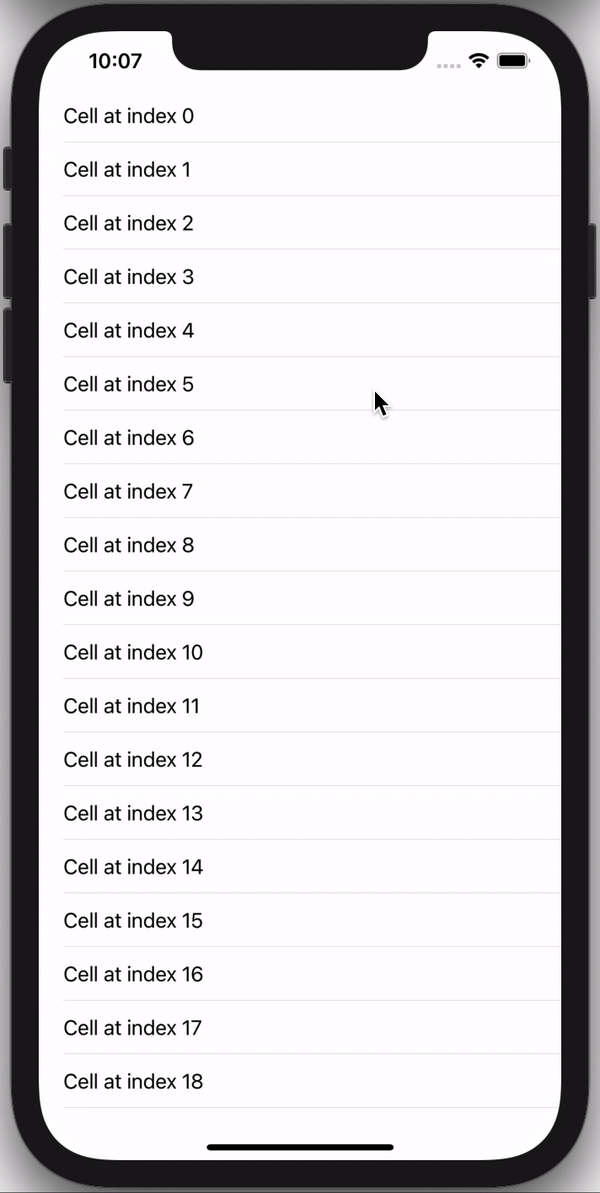 10:07
Cell at index 0
Cell at index 1
Cell at index 2
Cell at index 3
Cell at index 4
Cell at index 5
Cell at index 6
Cell at index 7
Cell at index 8
Cell at index 9
Cell at index 10
Cell at index 11
Cell at index 12
Cell at index 13
Cell at index 14
Cell at index 15
Cell at index 16
Cell at index 17
Cell at index 18